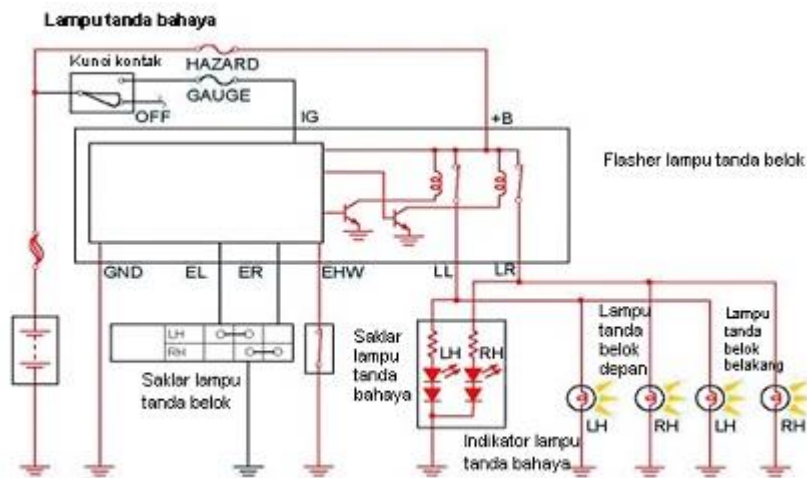 Lampu tanda bahaya
Kunci kontak
HAZARD
GAUGE
OFF
IG
+B
Flasher lampu tanda belok
GND
EL
ER
EHW
LL
LR
LH
RH
Saklar lampu
tanda belok
Saklar
lampu
tanda
bahaya
LH
RH
Indikator lampu
tanda bahaya
Lampu
tanda
belok
depan
Lampu
tanda
belok
belakang
LH
RH
LH
RH